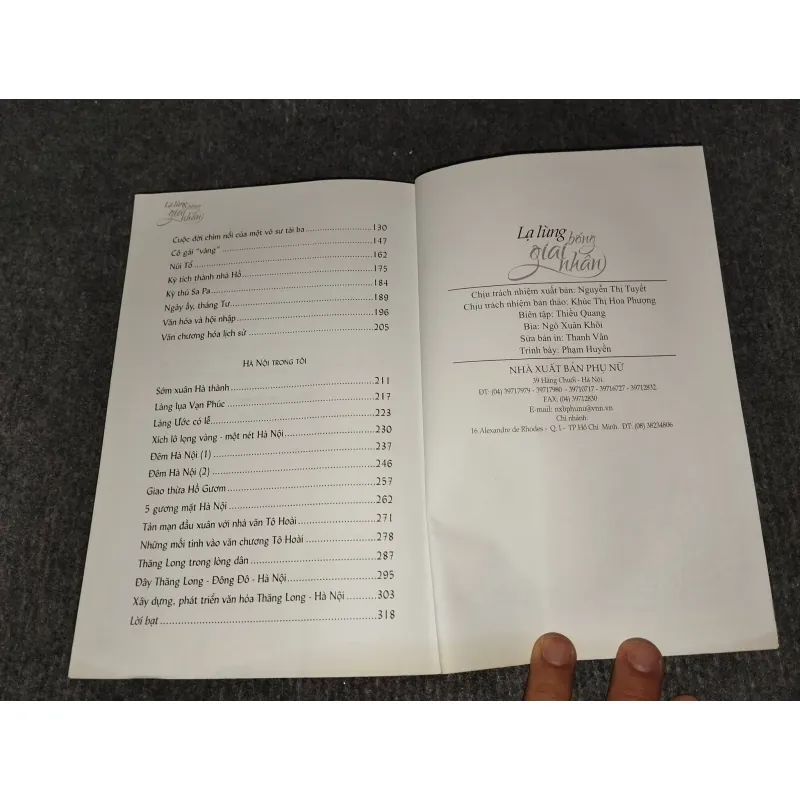 Lạ lùng bóng
giai nhân
Cuộc đời chìm nổi của một võ sư tài ba 130
Cô gái "vàng" 147
Núi Tổ 162
Kỳ tích thành nhà Hồ 175
Kỳ thú Sa Pa 184
Ngày ấy, tháng Tư 189
Văn hóa và hội nhập 196
Văn chương hóa lịch sử 205
HÀ NỘI TRONG TÔI
Sớm xuân Hà thành 211
Làng lụa Vạn Phúc 217
Làng Ước có lễ 223
Xích lô lọng vàng - một nét Hà Nội 230
Đêm Hà Nội (1) 237
Đêm Hà Nội (2) 246
Giao thừa Hồ Gươm 257
5 gương mặt Hà Nội 262
Tản mạn đầu xuân với nhà văn Tô Hoài 271
Những mối tình vào văn chương Tô Hoài 278
Thăng Long trong lòng dân 287
Đây Thăng Long - Đông Đô - Hà Nội 295
Xây dựng, phát triển văn hóa Thăng Long - Hà Nội 303
Lời bạt 318
Lạ lùng bóng
giai nhân
Chịu trách nhiệm xuất bản: Nguyễn Thị Tuyết
Chịu trách nhiệm bản thảo: Khúc Thị Hoa Phượng
Biên tập: Thiều Quang
Bìa: Ngô Xuân Khôi
Sửa bản in: Thanh Vân
Trình bày: Phạm Huyền
NHÀ XUẤT BẢN PHỤ NỮ
39 Hàng Chuối - Hà Nội.
ĐT: (04) 39717979 - 39717980 - 39710717 - 39716727 - 39712832.
FAX: (04) 39712830
E-mail: nxbphunu@vnn.vn
Chi nhánh:
16 Alexandre de Rhodes - Q. 1 - TP Hồ Chí Minh. ĐT: (08) 38234806